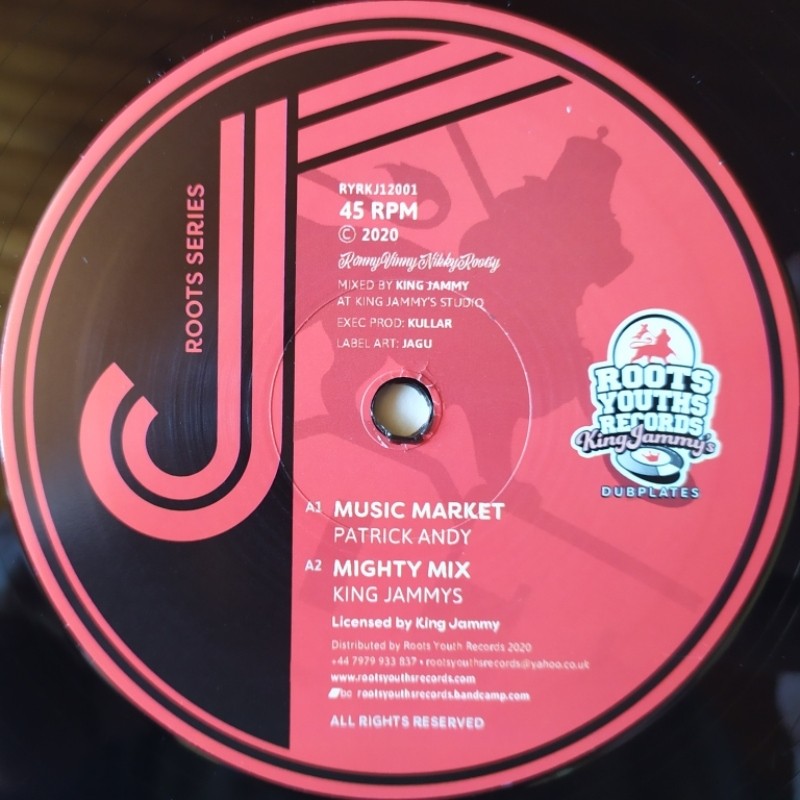 ROOTS SERIES
RYRKJ12001
45 RPM
© 2020
RonnyVinnyNikkyRootsy
MIXED BY KING JAMMY
AT KING JAMMY'S STUDIO
EXEC PROD: KULLAR
LABEL ART: JAGU
ROOTS
YOUTHS
RECORDS
King Jammy's
DUBPLATES
A1 MUSIC MARKET
PATRICK ANDY
A2 MIGHTY MIX
KING JAMMYS
Licensed by King Jammy
Distributed by Roots Youth Records 2020
+44 7979 933 837 • rootsyouthsrecords@yahoo.co.uk
www.rootsyouthsrecords.com
bc rootsyouthsrecords.bandcamp.com
ALL RIGHTS RESERVED